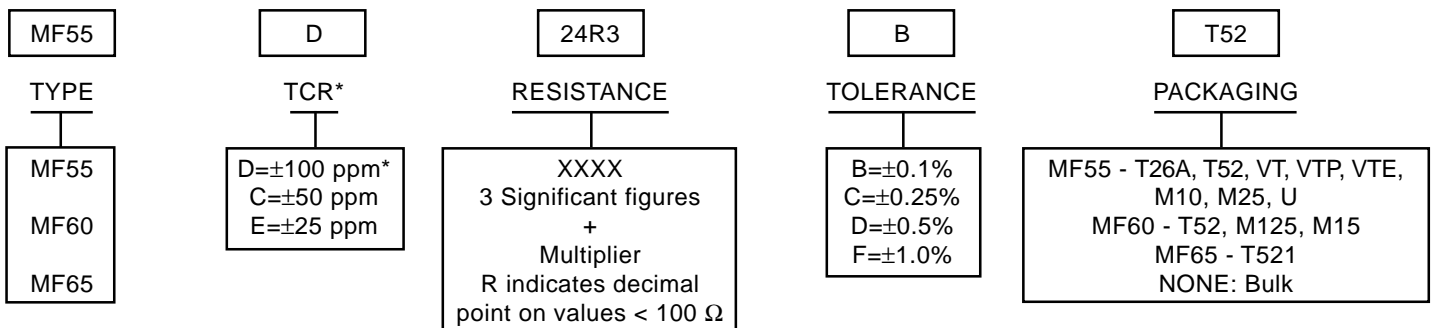 MF55 D 24R3 B T52
TYPE TCR* RESISTANCE TOLERANCE PACKAGING
MF55
MF60
MF65
D=±100 ppm*
C=±50 ppm
E=±25 ppm
XXXX
3 Significant figures
+
Multiplier
R indicates decimal
point on values < 100 Ω
B=±0.1%
C=±0.25%
D=±0.5%
F=±1.0%
MF55 - T26A, T52, VT, VTP, VTE,
M10, M25, U
MF60 - T52, M125, M15
MF65 - T521
NONE: Bulk